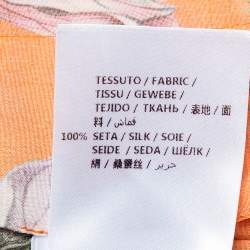 TESSUTO / FABRIC /
TISSU / GEWEBE /
TEJIDO / ТКАНЬ / 表地 / 面
料 / قماش /
100% SETA / SILK / SOIE /
SEIDE / SEDA / ШЁЛК /
絹 / 桑蠶丝 / حرير /